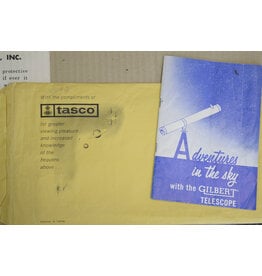 , INC.
protective
if ever it
With the compliments of
tasco
for greater
viewing pleasure
and increased
knowledge
of the
heavens
above . . .
Adventures
in the sky
with the GILBERT
TELESCOPE